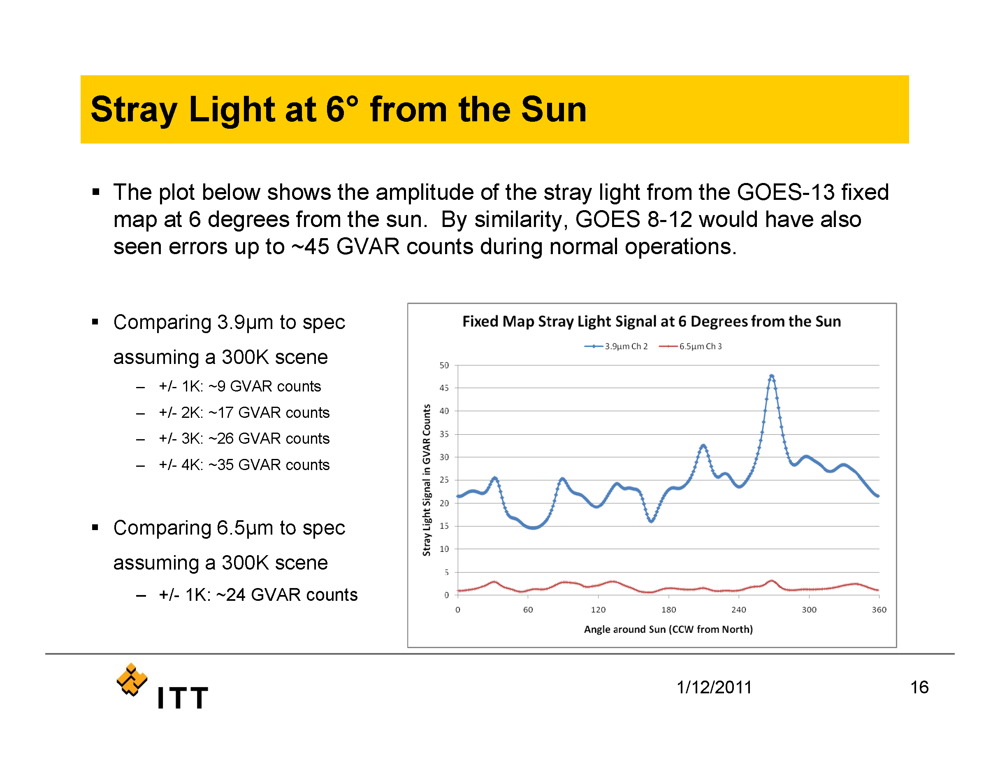 Stray Light at 6° from the Sun
▪ The plot below shows the amplitude of the stray light from the GOES-13 fixed
map at 6 degrees from the sun.  By similarity, GOES 8-12 would have also
seen errors up to ~45 GVAR counts during normal operations.
▪ Comparing 3.9µm to spec
assuming a 300K scene
– +/- 1K: ~9 GVAR counts
– +/- 2K: ~17 GVAR counts
– +/- 3K: ~26 GVAR counts
– +/- 4K: ~35 GVAR counts
▪ Comparing 6.5µm to spec
assuming a 300K scene
– +/- 1K: ~24 GVAR counts
Fixed Map Stray Light Signal at 6 Degrees from the Sun
3.9µm Ch 2 6.5µm Ch 3
Stray Light Signal in GVAR Counts
50
45
40
35
30
25
20
15
10
5
0
0 60 120 180 240 300 360
Angle around Sun (CCW from North)
ITT
1/12/2011 16